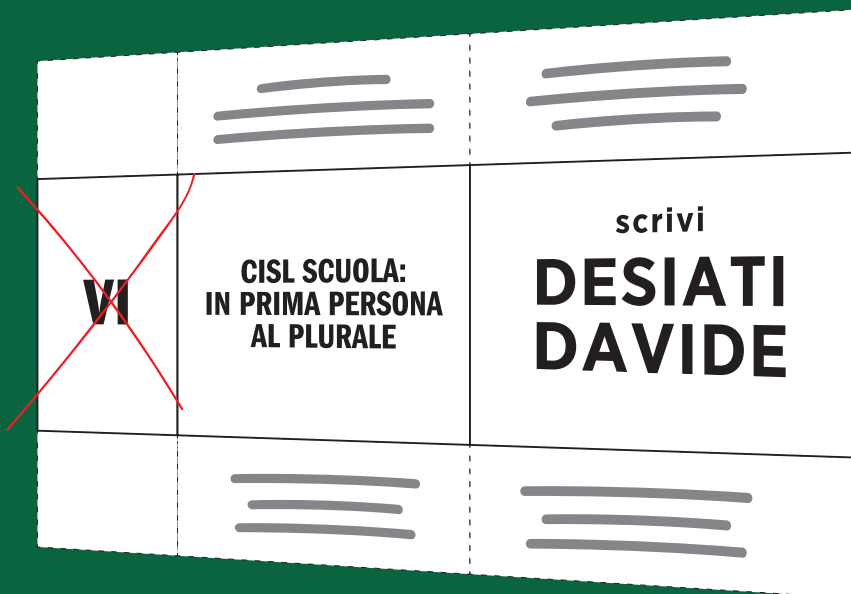 VI
CISL SCUOLA:
IN PRIMA PERSONA
AL PLURALE
scrivi
DESIATI
DAVIDE